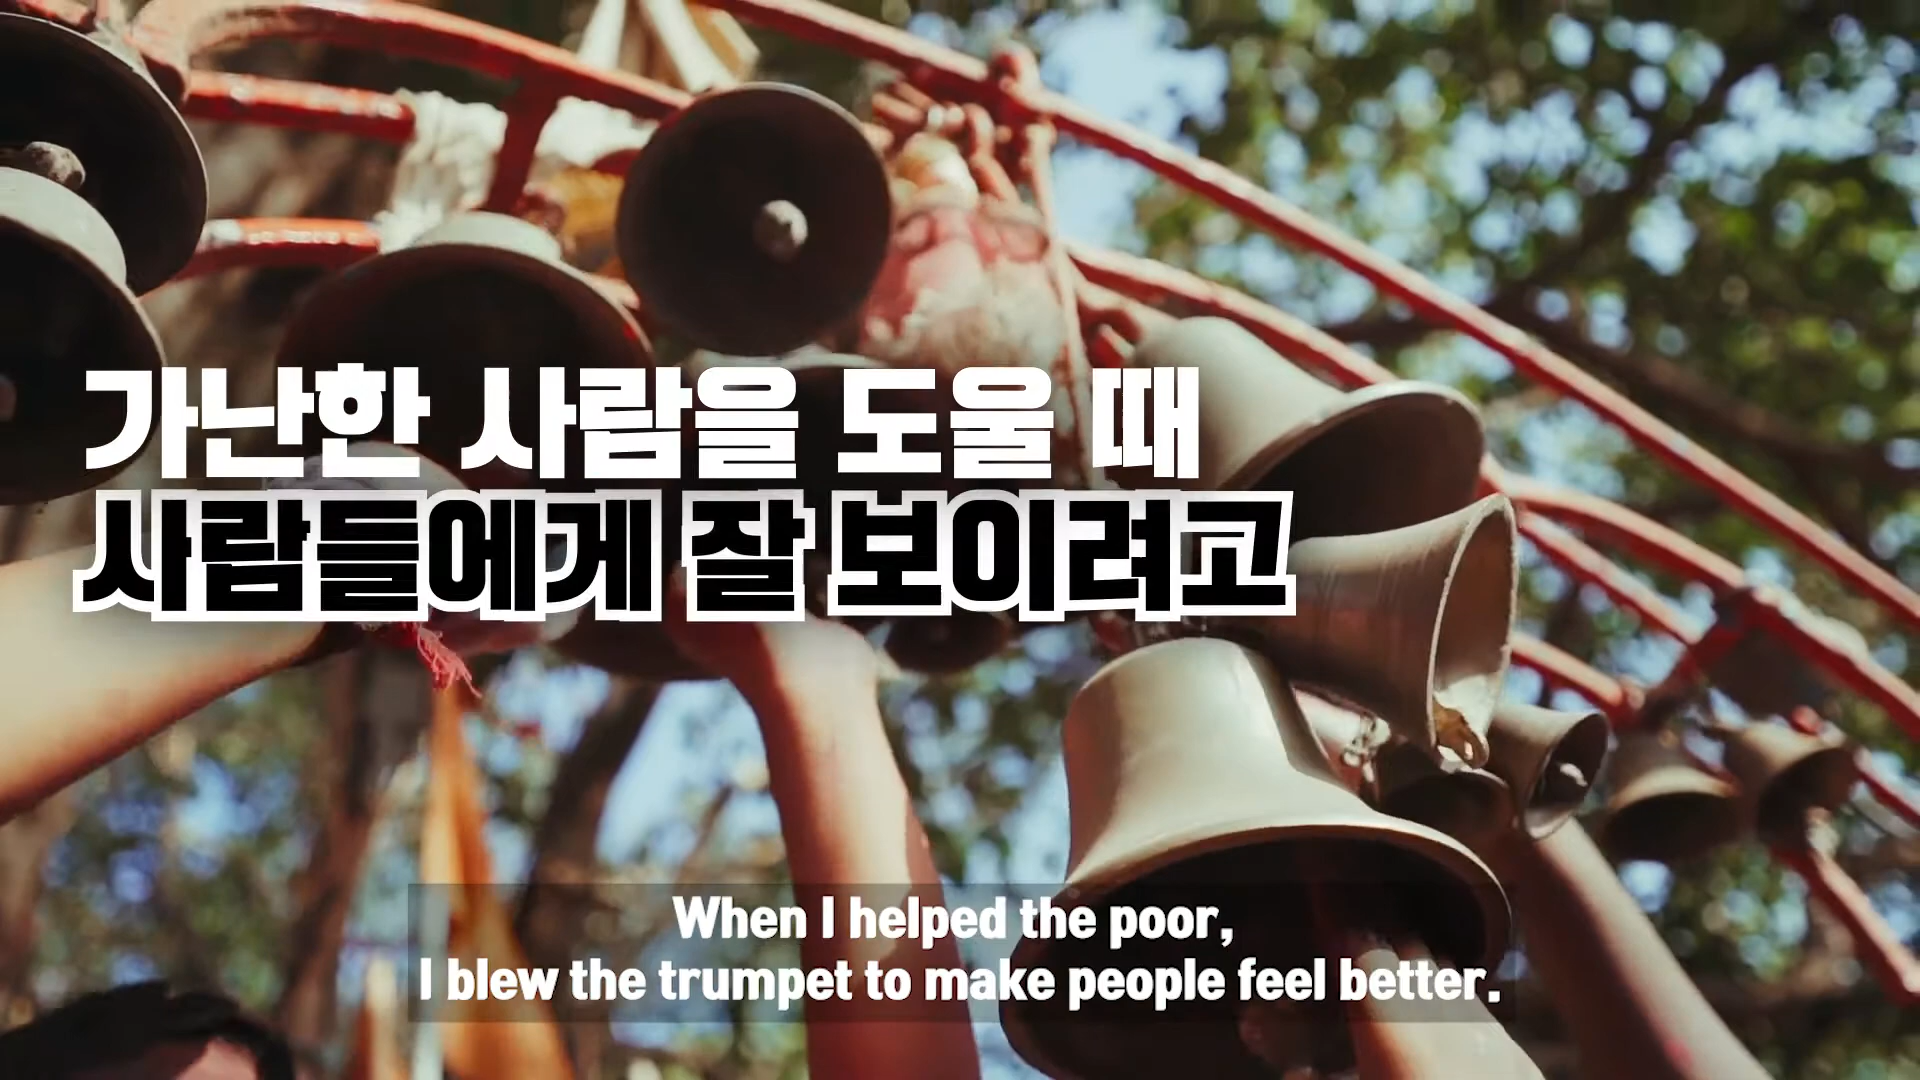 가난한 사람을 도울 때
사람들에게 잘 보이려고
When I helped the poor,
I blew the trumpet to make people feel better.